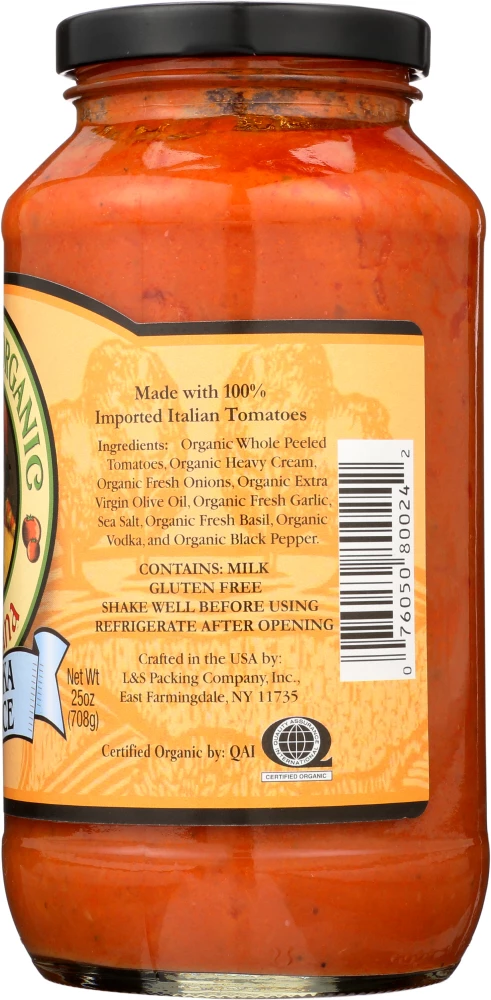 ORGANIC
Made with 100%
Imported Italian Tomatoes
Ingredients: Organic Whole Peeled
Tomatoes, Organic Heavy Cream,
Organic Fresh Onions, Organic Extra
Virgin Olive Oil, Organic Fresh Garlic,
Sea Salt, Organic Fresh Basil, Organic
Vodka, and Organic Black Pepper.
CONTAINS: MILK
GLUTEN FREE
SHAKE WELL BEFORE USING
REFRIGERATE AFTER OPENING
Crafted in the USA by:
L&S Packing Company, Inc.,
East Farmingdale, NY 11735
Net Wt
25oz
(708g)
Certified Organic by: QAI
QUALITY ASSURANCE
INTERNATIONAL
CERTIFIED ORGANIC
0 76050 80024 2